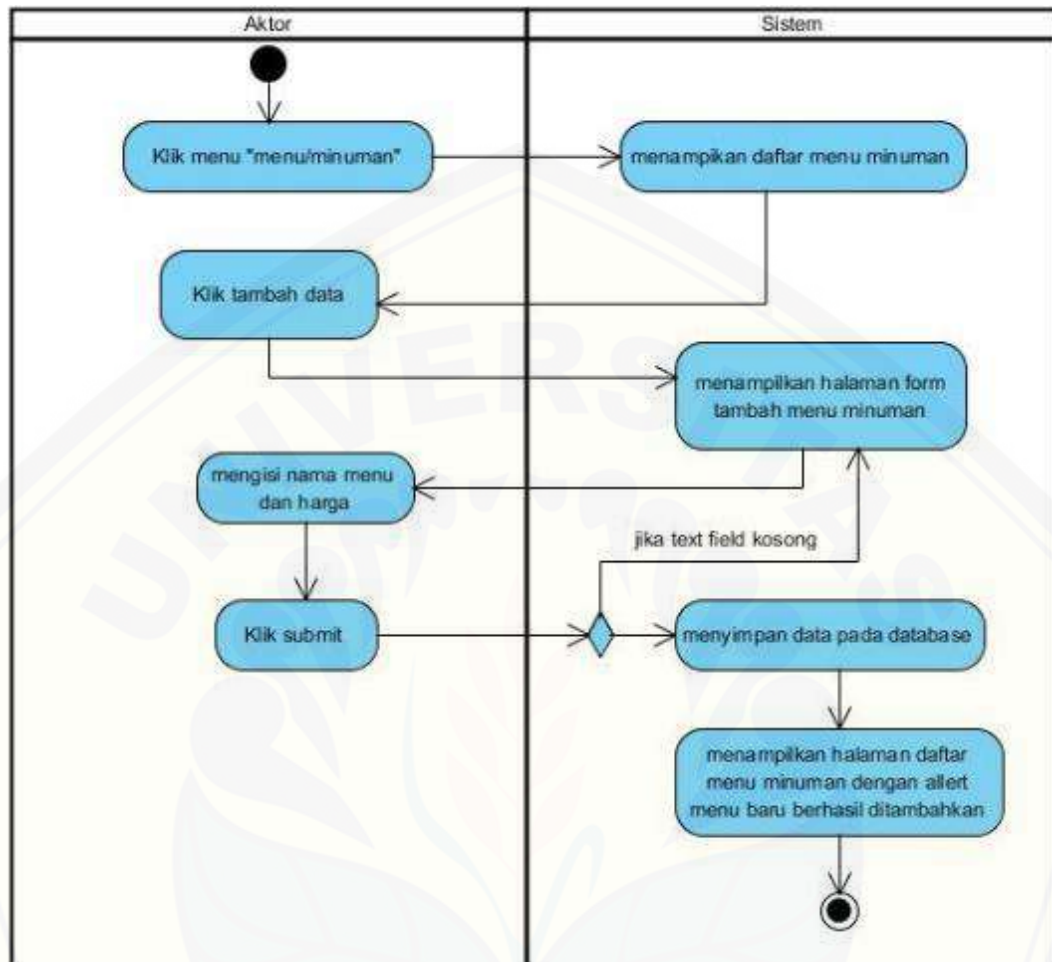 Aktor
Sistem
Klik menu "menu/minuman"
menampikan daftar menu minuman
Klik tambah data
menampilkan halaman form
tambah menu minuman
mengisi nama menu
dan harga
jika text field kosong
Klik submit
menyimpan data pada database
menampilkan halaman daftar
menu minuman dengan allert
menu baru berhasil ditambahkan
UNIVERSITAS